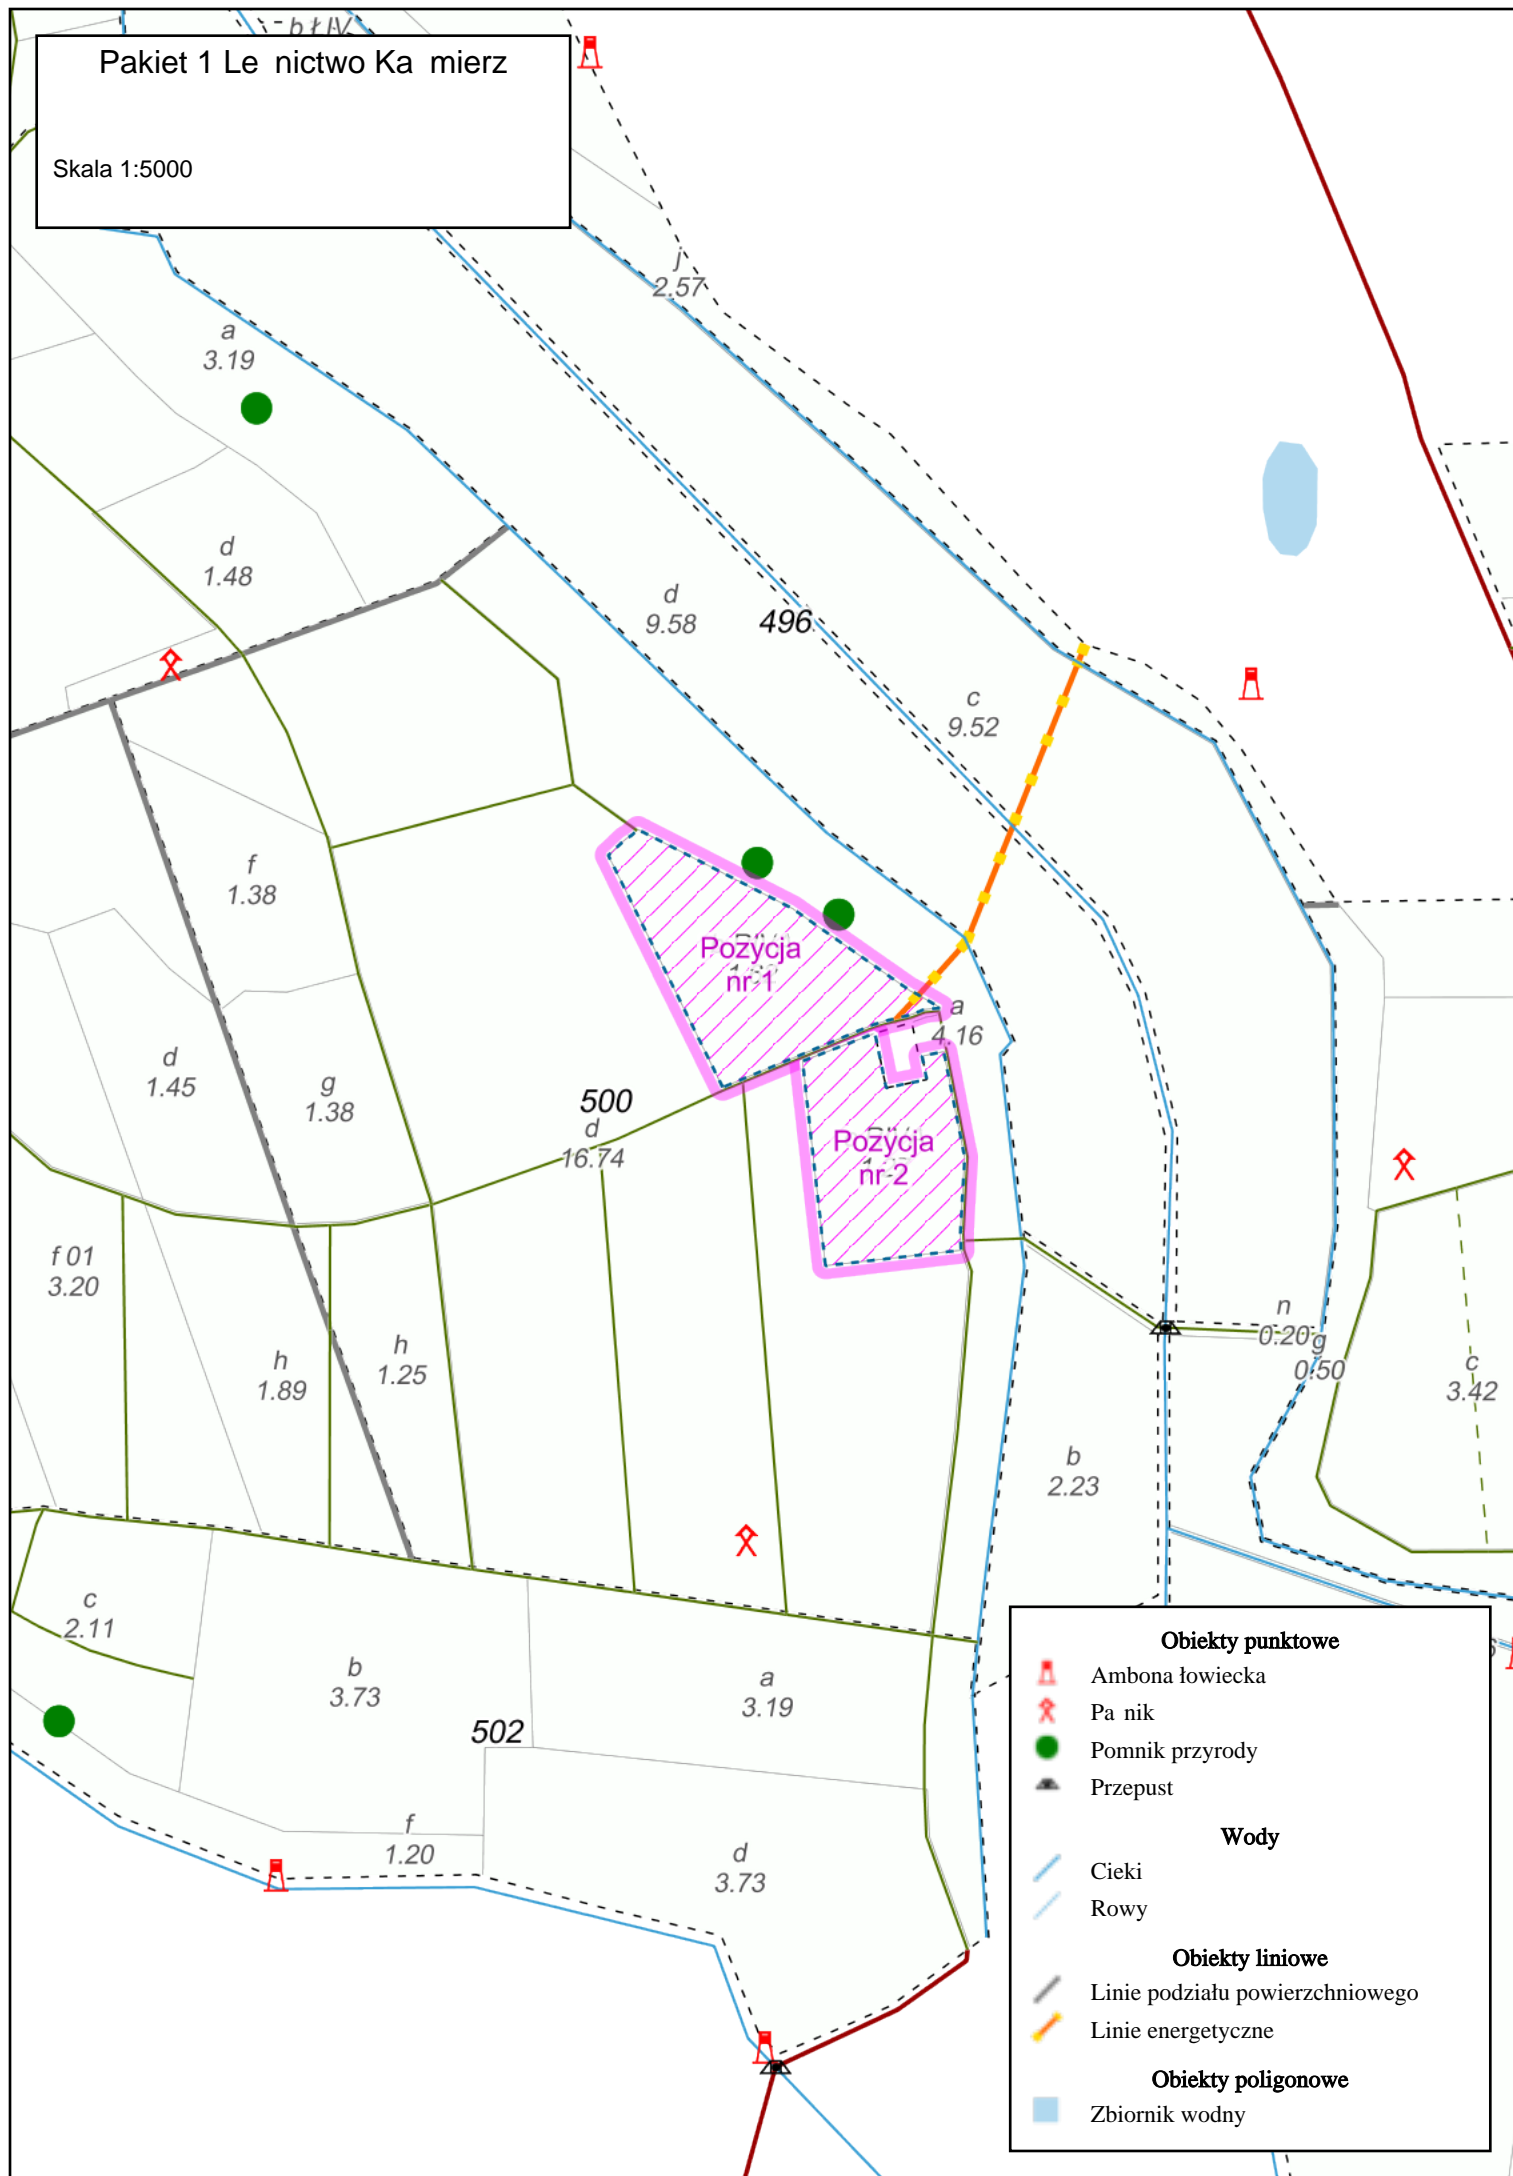 b ł IV
Pakiet 1 Le nictwo Ka mierz
Skala 1:5000
j
2.57
a
3.19
d
1.48
d
9.58
496
c
9.52
f
1.38
Pozycja
nr 1
a
4.16
d
1.45
g
1.38
500
d
16.74
Pozycja
nr 2
f 01
3.20
h
1.89
h
1.25
n
0.20
g
0.50
c
3.42
b
2.23
c
2.11
b
3.73
a
3.19
502
f
1.20
d
3.73
Obiekty punktowe
Ambona łowiecka
Pa nik
Pomnik przyrody
Przepust
Wody
Cieki
Rowy
Obiekty liniowe
Linie podziału powierzchniowego
Linie energetyczne
Obiekty poligonowe
Zbiornik wodny